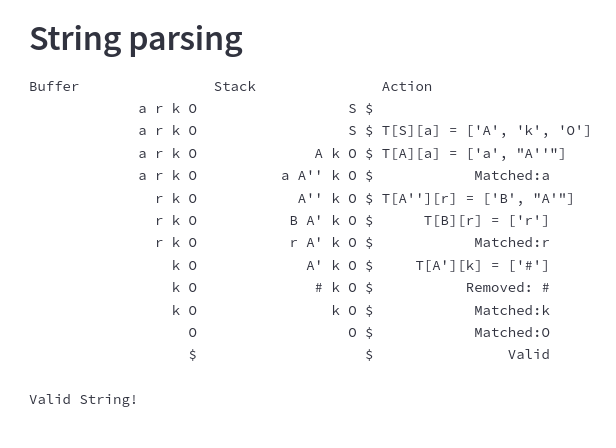 String parsing
Buffer Stack Action
a r k O S $
a r k O S $ T[S][a] = ['A', 'k', 'O']
a r k O A k O $ T[A][a] = ['a', "A''"]
a r k O a A'' k O $ Matched:a
r k O A'' k O $ T[A''][r] = ['B', "A'"]
r k O B A' k O $ T[B][r] = ['r']
r k O r A' k O $ Matched:r
k O A' k O $ T[A'][k] = ['#']
k O # k O $ Removed: #
k O k O $ Matched:k
O O $ Matched:O
$ $ Valid
Valid String!